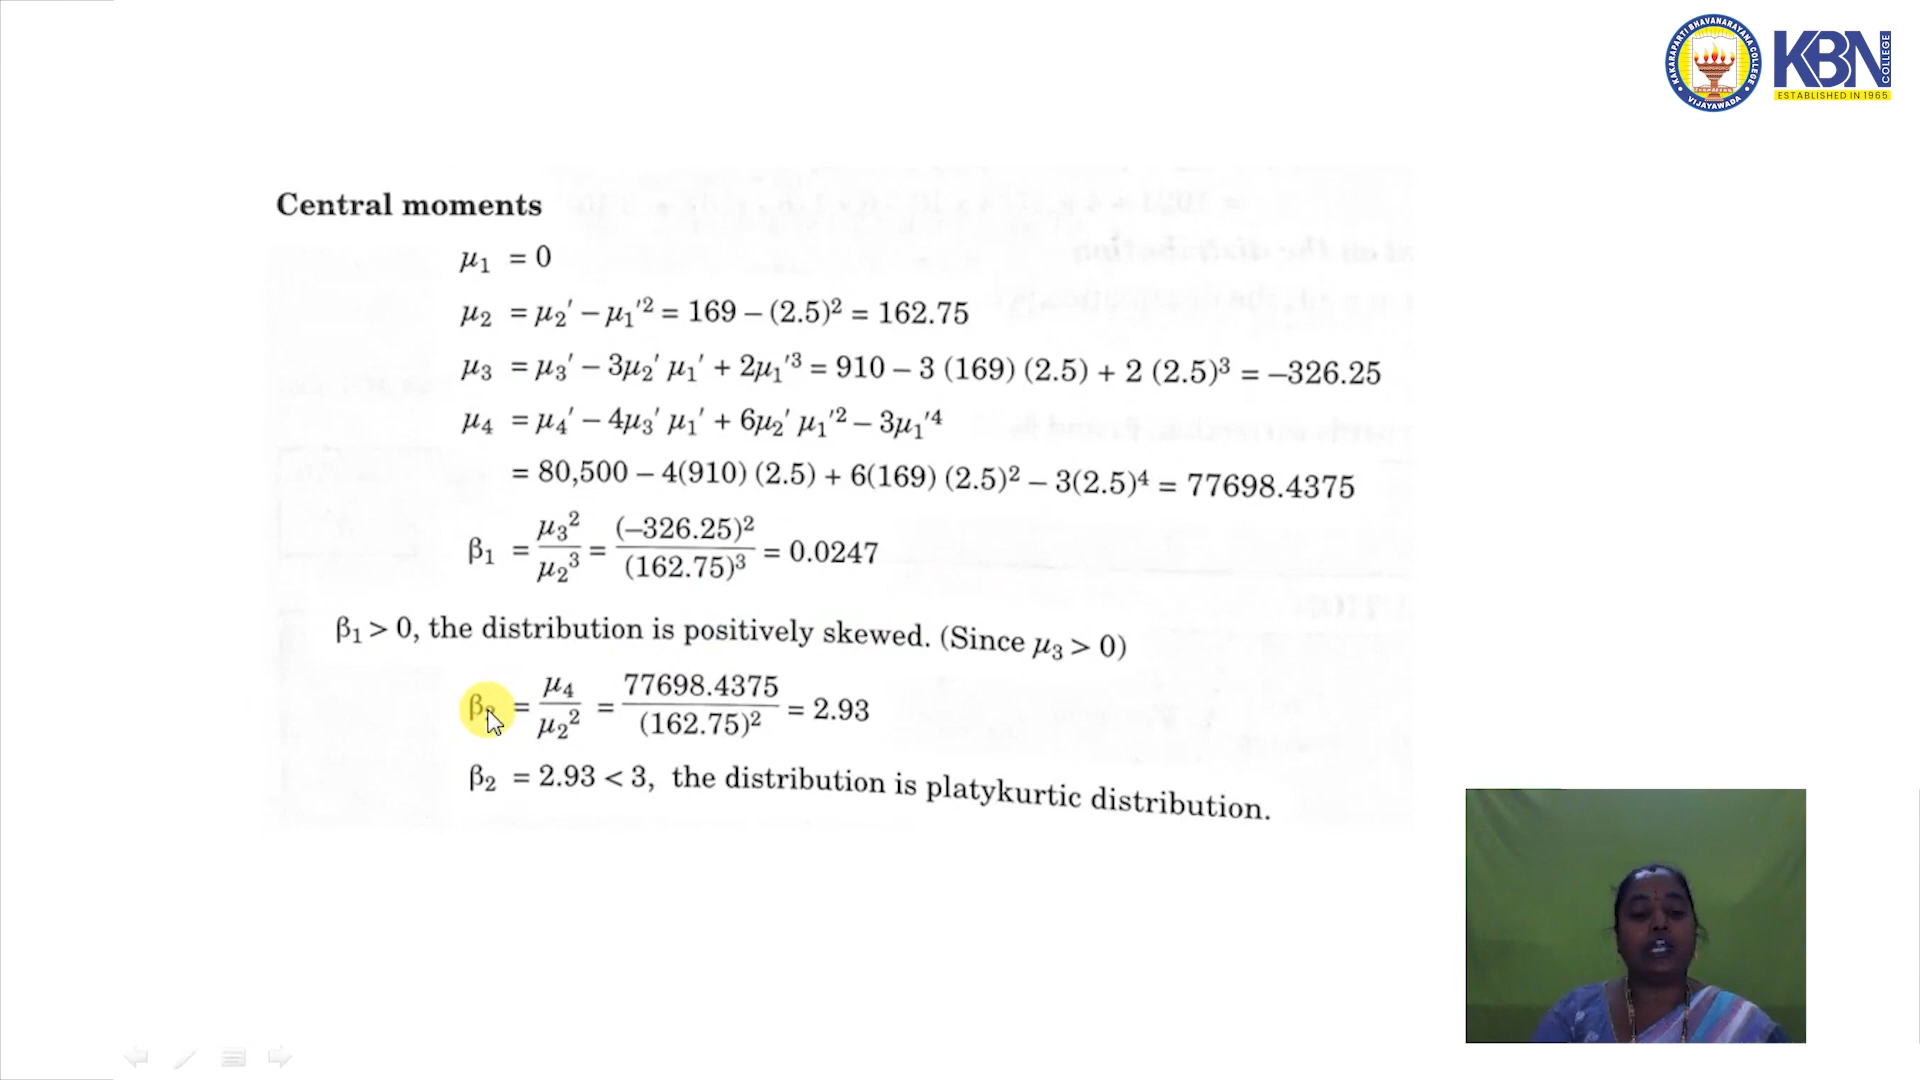 KAKARAPARTI BHAVANARAYANA COLLEGE
VIJAYAWADA
KBN
COLLEGE
ESTABLISHED IN 1965
Central moments
μ₁ = 0
μ₂ = μ₂′ – μ₁′² = 169 – (2.5)² = 162.75
μ₃ = μ₃′ – 3μ₂′ μ₁′ + 2μ₁′³ = 910 – 3 (169) (2.5) + 2 (2.5)³ = –326.25
μ₄ = μ₄′ – 4μ₃′ μ₁′ + 6μ₂′ μ₁′² – 3μ₁′⁴
= 80,500 – 4(910) (2.5) + 6(169) (2.5)² – 3(2.5)⁴ = 77698.4375
β₁ = μ₃²/μ₂³ = (–326.25)²/(162.75)³ = 0.0247
β₁ > 0, the distribution is positively skewed. (Since μ₃ > 0)
β₂ = μ₄/μ₂² = 77698.4375/(162.75)² = 2.93
β₂ = 2.93 < 3, the distribution is platykurtic distribution.